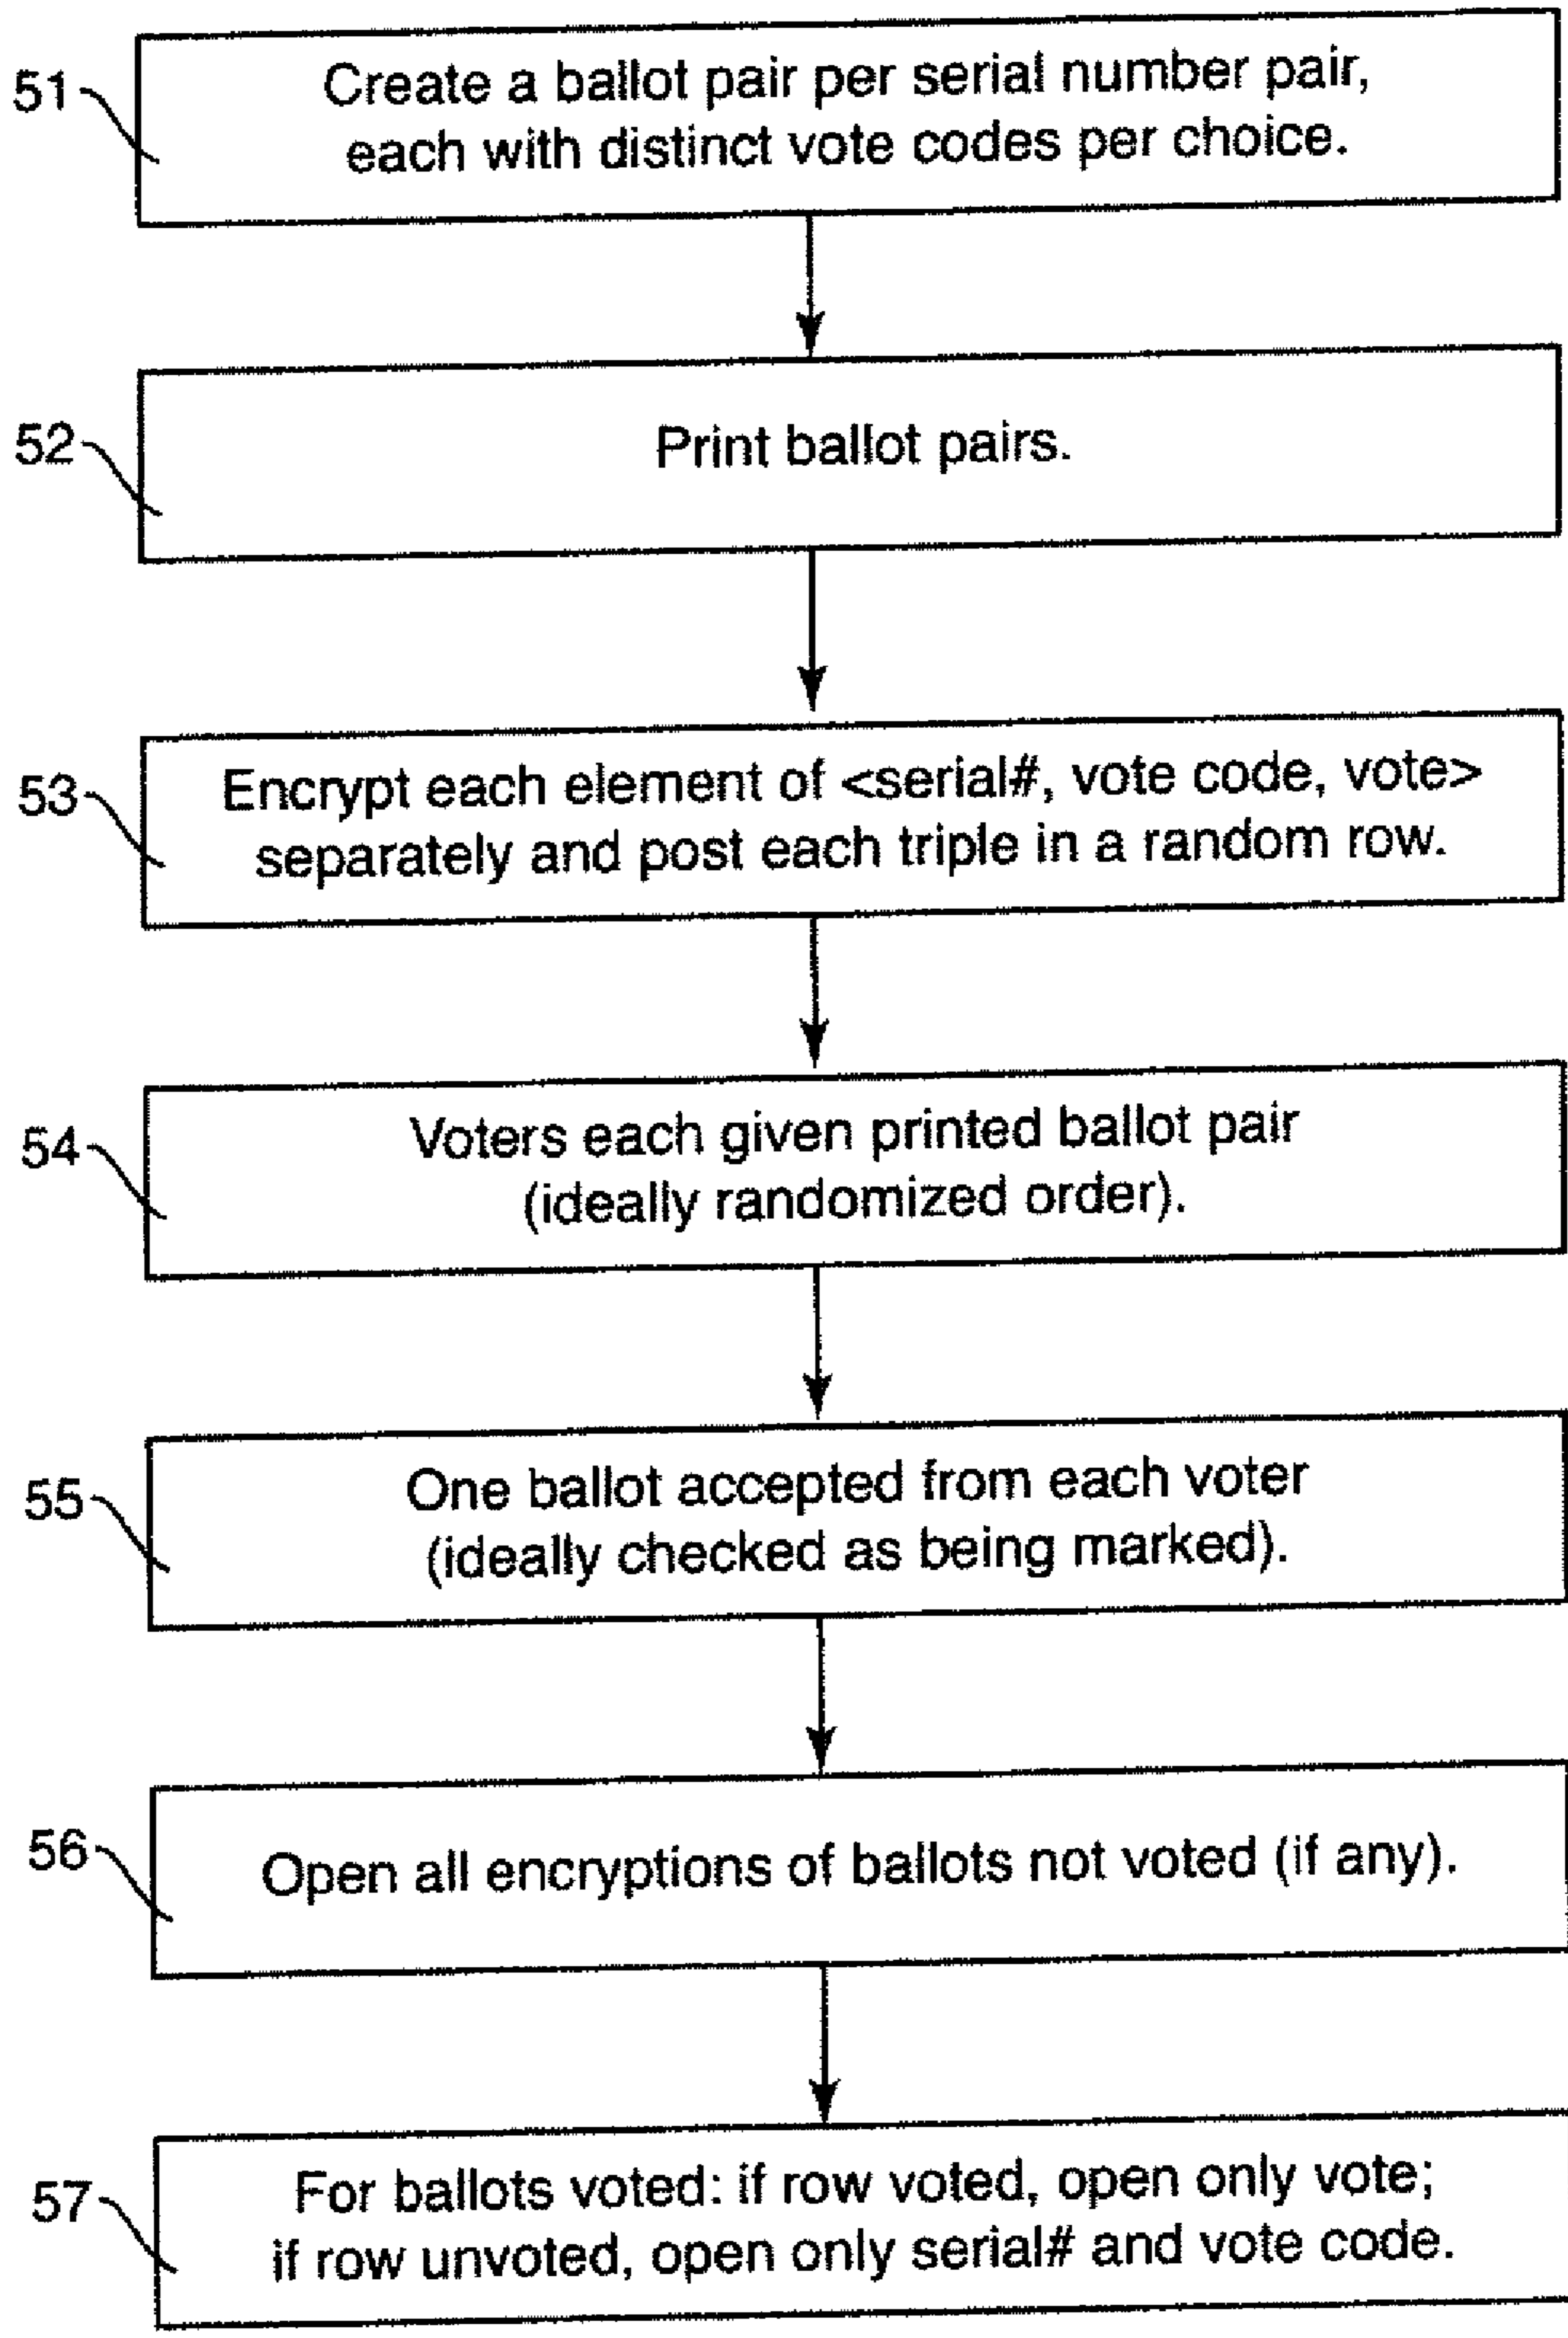 51
Create a ballot pair per serial number pair,
each with distinct vote codes per choice.
52
Print ballot pairs.
53
Encrypt each element of <serial#, vote code, vote>
separately and post each triple in a random row.
54
Voters each given printed ballot pair
(ideally randomized order).
55
One ballot accepted from each voter
(ideally checked as being marked).
56
Open all encryptions of ballots not voted (if any).
57
For ballots voted: if row voted, open only vote;
if row unvoted, open only serial# and vote code.